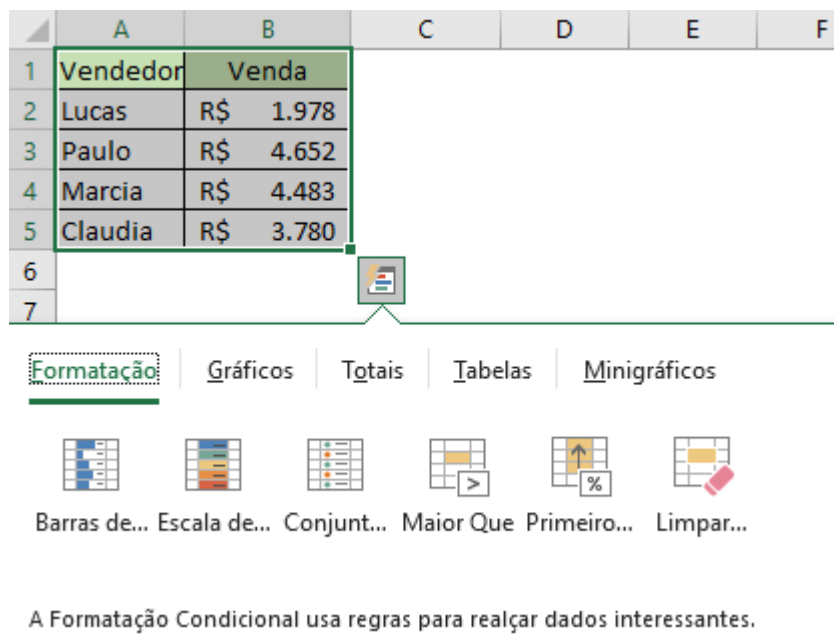 A B C D E F
1 Vendedor Venda
2 Lucas R$ 1.978
3 Paulo R$ 4.652
4 Marcia R$ 4.483
5 Claudia R$ 3.780
6
7
Formatação Gráficos Totais Tabelas Minigráficos
> %
Barras de... Escala de... Conjunt... Maior Que Primeiro... Limpar...
A Formatação Condicional usa regras para realçar dados interessantes.